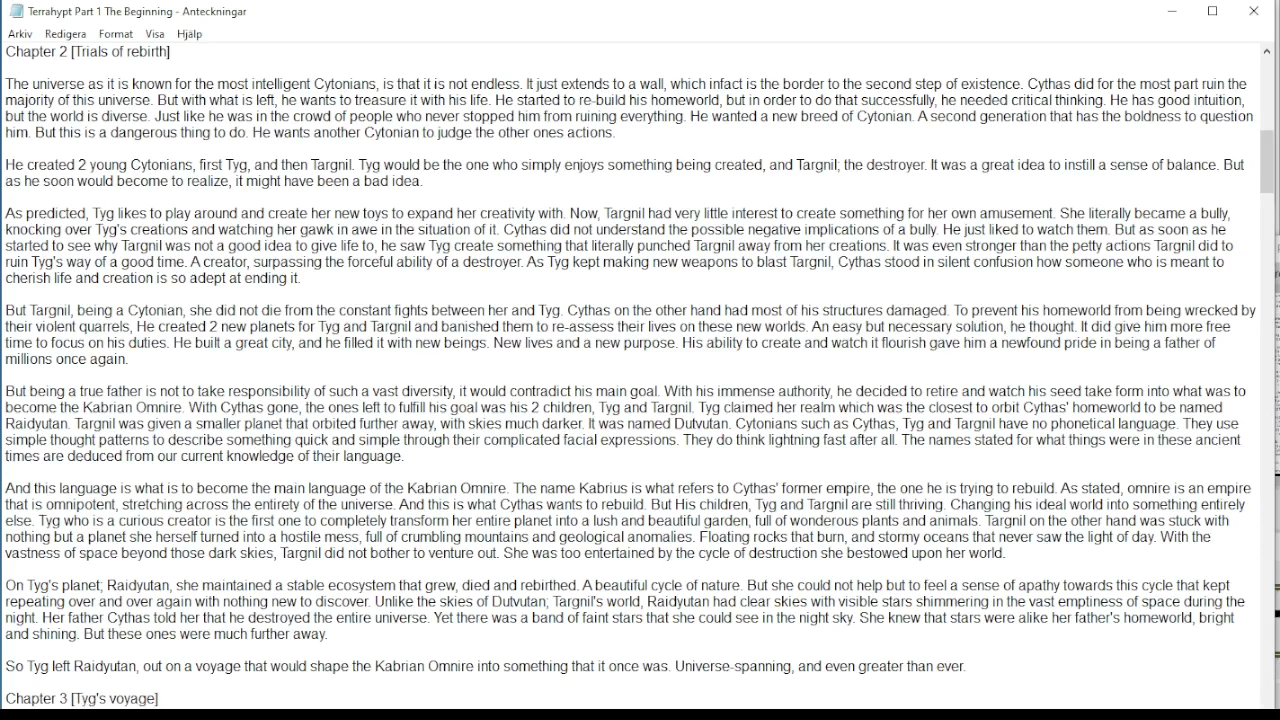 Terrahypt Part 1 The Beginning - Anteckningar
Arkiv Redigera Format Visa Hjälp
Chapter 2 [Trials of rebirth]
The universe as it is known for the most intelligent Cytonians, is that it is not endless. It just extends to a wall, which infact is the border to the second step of existence. Cythas did for the most part ruin the
majority of this universe. But with what is left, he wants to treasure it with his life. He started to re-build his homeworld, but in order to do that successfully, he needed critical thinking. He has good intuition,
but the world is diverse. Just like he was in the crowd of people who never stopped him from ruining everything. He wanted a new breed of Cytonian. A second generation that has the boldness to question
him. But this is a dangerous thing to do. He wants another Cytonian to judge the other ones actions.
He created 2 young Cytonians, first Tyg, and then Targnil. Tyg would be the one who simply enjoys something being created, and Targnil; the destroyer. It was a great idea to instill a sense of balance. But
as he soon would become to realize, it might have been a bad idea.
As predicted, Tyg likes to play around and create her new toys to expand her creativity with. Now, Targnil had very little interest to create something for her own amusement. She literally became a bully,
knocking over Tyg's creations and watching her gawk in awe in the situation of it. Cythas did not understand the possible negative implications of a bully. He just liked to watch them. But as soon as he
started to see why Targnil was not a good idea to give life to, he saw Tyg create something that literally punched Targnil away from her creations. It was even stronger than the petty actions Targnil did to
ruin Tyg's way of a good time. A creator, surpassing the forceful ability of a destroyer. As Tyg kept making new weapons to blast Targnil, Cythas stood in silent confusion how someone who is meant to
cherish life and creation is so adept at ending it.
But Targnil, being a Cytonian, she did not die from the constant fights between her and Tyg. Cythas on the other hand had most of his structures damaged. To prevent his homeworld from being wrecked by
their violent quarrels, He created 2 new planets for Tyg and Targnil and banished them to re-assess their lives on these new worlds. An easy but necessary solution, he thought. It did give him more free
time to focus on his duties. He built a great city, and he filled it with new beings. New lives and a new purpose. His ability to create and watch it flourish gave him a newfound pride in being a father of
millions once again.
But being a true father is not to take responsibility of such a vast diversity, it would contradict his main goal. With his immense authority, he decided to retire and watch his seed take form into what was to
become the Kabrian Omnire. With Cythas gone, the ones left to fulfill his goal was his 2 children, Tyg and Targnil. Tyg claimed her realm which was the closest to orbit Cythas' homeworld to be named
Raidyutan. Targnil was given a smaller planet that orbited further away, with skies much darker. It was named Dutvutan. Cytonians such as Cythas, Tyg and Targnil have no phonetical language. They use
simple thought patterns to describe something quick and simple through their complicated facial expressions. They do think lightning fast after all. The names stated for what things were in these ancient
times are deduced from our current knowledge of their language.
And this language is what is to become the main language of the Kabrian Omnire. The name Kabrius is what refers to Cythas' former empire, the one he is trying to rebuild. As stated, omnire is an empire
that is omnipotent, stretching across the entirety of the universe. And this is what Cythas wants to rebuild. But His children, Tyg and Targnil are still thriving. Changing his ideal world into something entirely
else. Tyg who is a curious creator is the first one to completely transform her entire planet into a lush and beautiful garden, full of wonderous plants and animals. Targnil on the other hand was stuck with
nothing but a planet she herself turned into a hostile mess, full of crumbling mountains and geological anomalies. Floating rocks that burn, and stormy oceans that never saw the light of day. With the
vastness of space beyond those dark skies, Targnil did not bother to venture out. She was too entertained by the cycle of destruction she bestowed upon her world.
On Tyg's planet; Raidyutan, she maintained a stable ecosystem that grew, died and rebirthed. A beautiful cycle of nature. But she could not help but to feel a sense of apathy towards this cycle that kept
repeating over and over again with nothing new to discover. Unlike the skies of Dutvutan; Targnil's world, Raidyutan had clear skies with visible stars shimmering in the vast emptiness of space during the
night. Her father Cythas told her that he destroyed the entire universe. Yet there was a band of faint stars that she could see in the night sky. She knew that stars were alike her father's homeworld, bright
and shining. But these ones were much further away.
So Tyg left Raidyutan, out on a voyage that would shape the Kabrian Omnire into something that it once was. Universe-spanning, and even greater than ever.
Chapter 3 [Tyg's voyage]